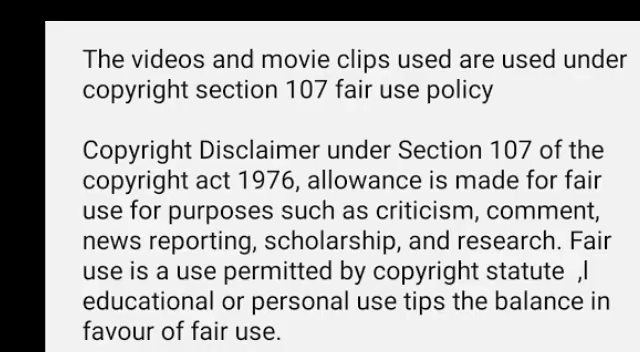 The videos and movie clips used are used under
copyright section 107 fair use policy
Copyright Disclaimer under Section 107 of the
copyright act 1976, allowance is made for fair
use for purposes such as criticism, comment,
news reporting, scholarship, and research. Fair
use is a use permitted by copyright statute  ,l
educational or personal use tips the balance in
favour of fair use.